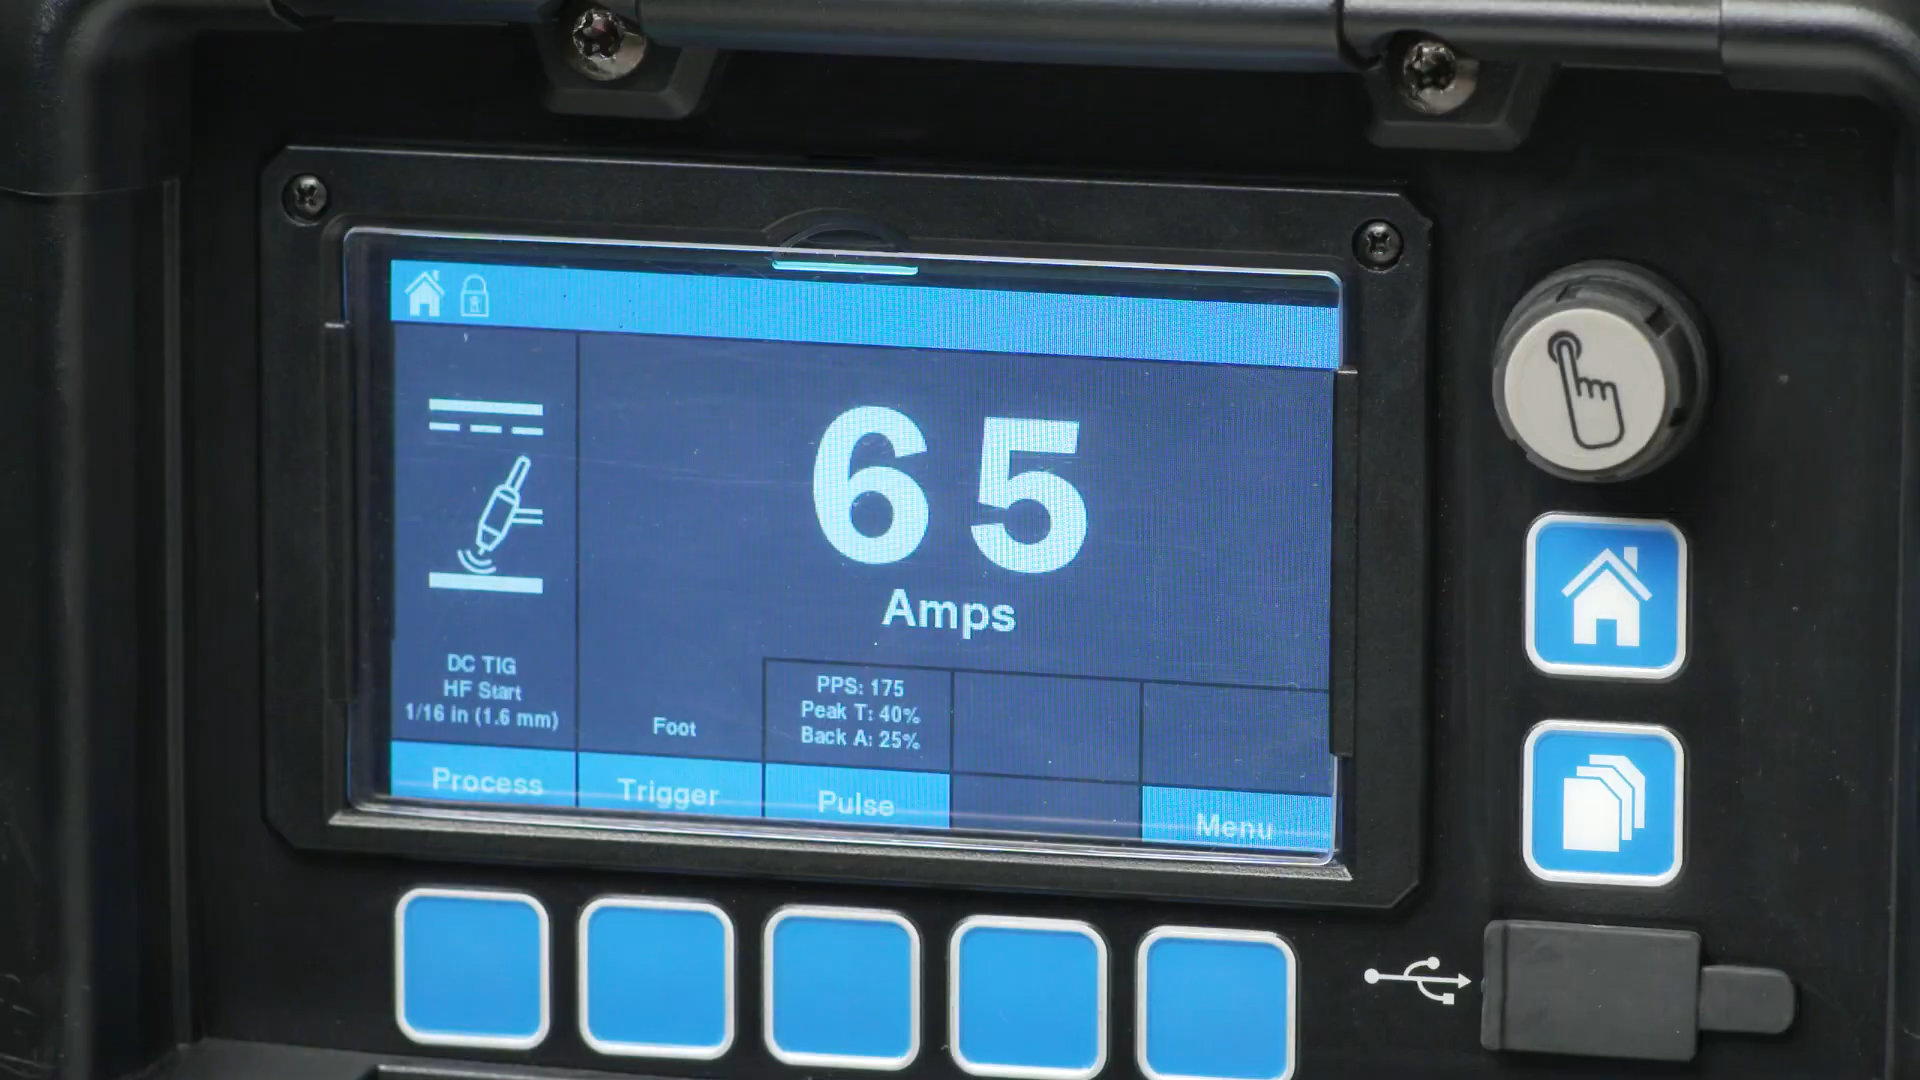 65
Amps
DC TIG
HF Start
1/16 in (1.6 mm)
Foot
PPS: 175
Peak T: 40%
Back A: 25%
Process
Trigger
Pulse
Menu